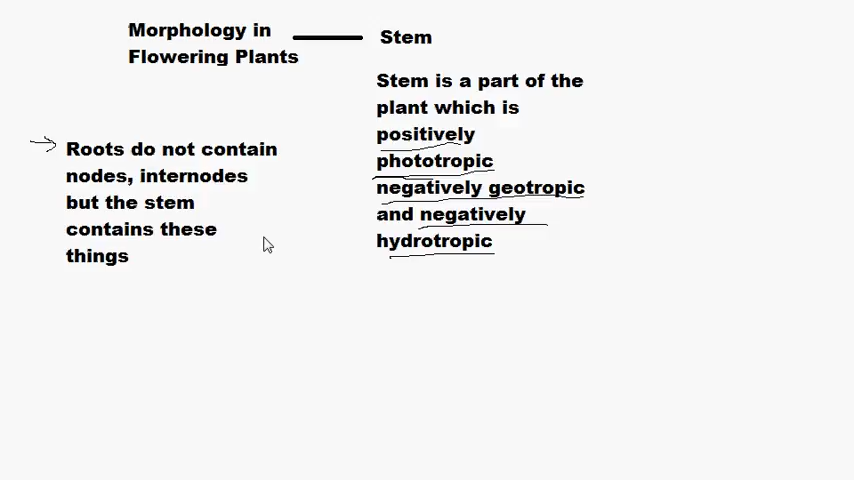 Morphology in
Flowering Plants
Stem
Stem is a part of the
plant which is
positively
phototropic
negatively geotropic
and negatively
hydrotropic
Roots do not contain
nodes, internodes
but the stem
contains these
things